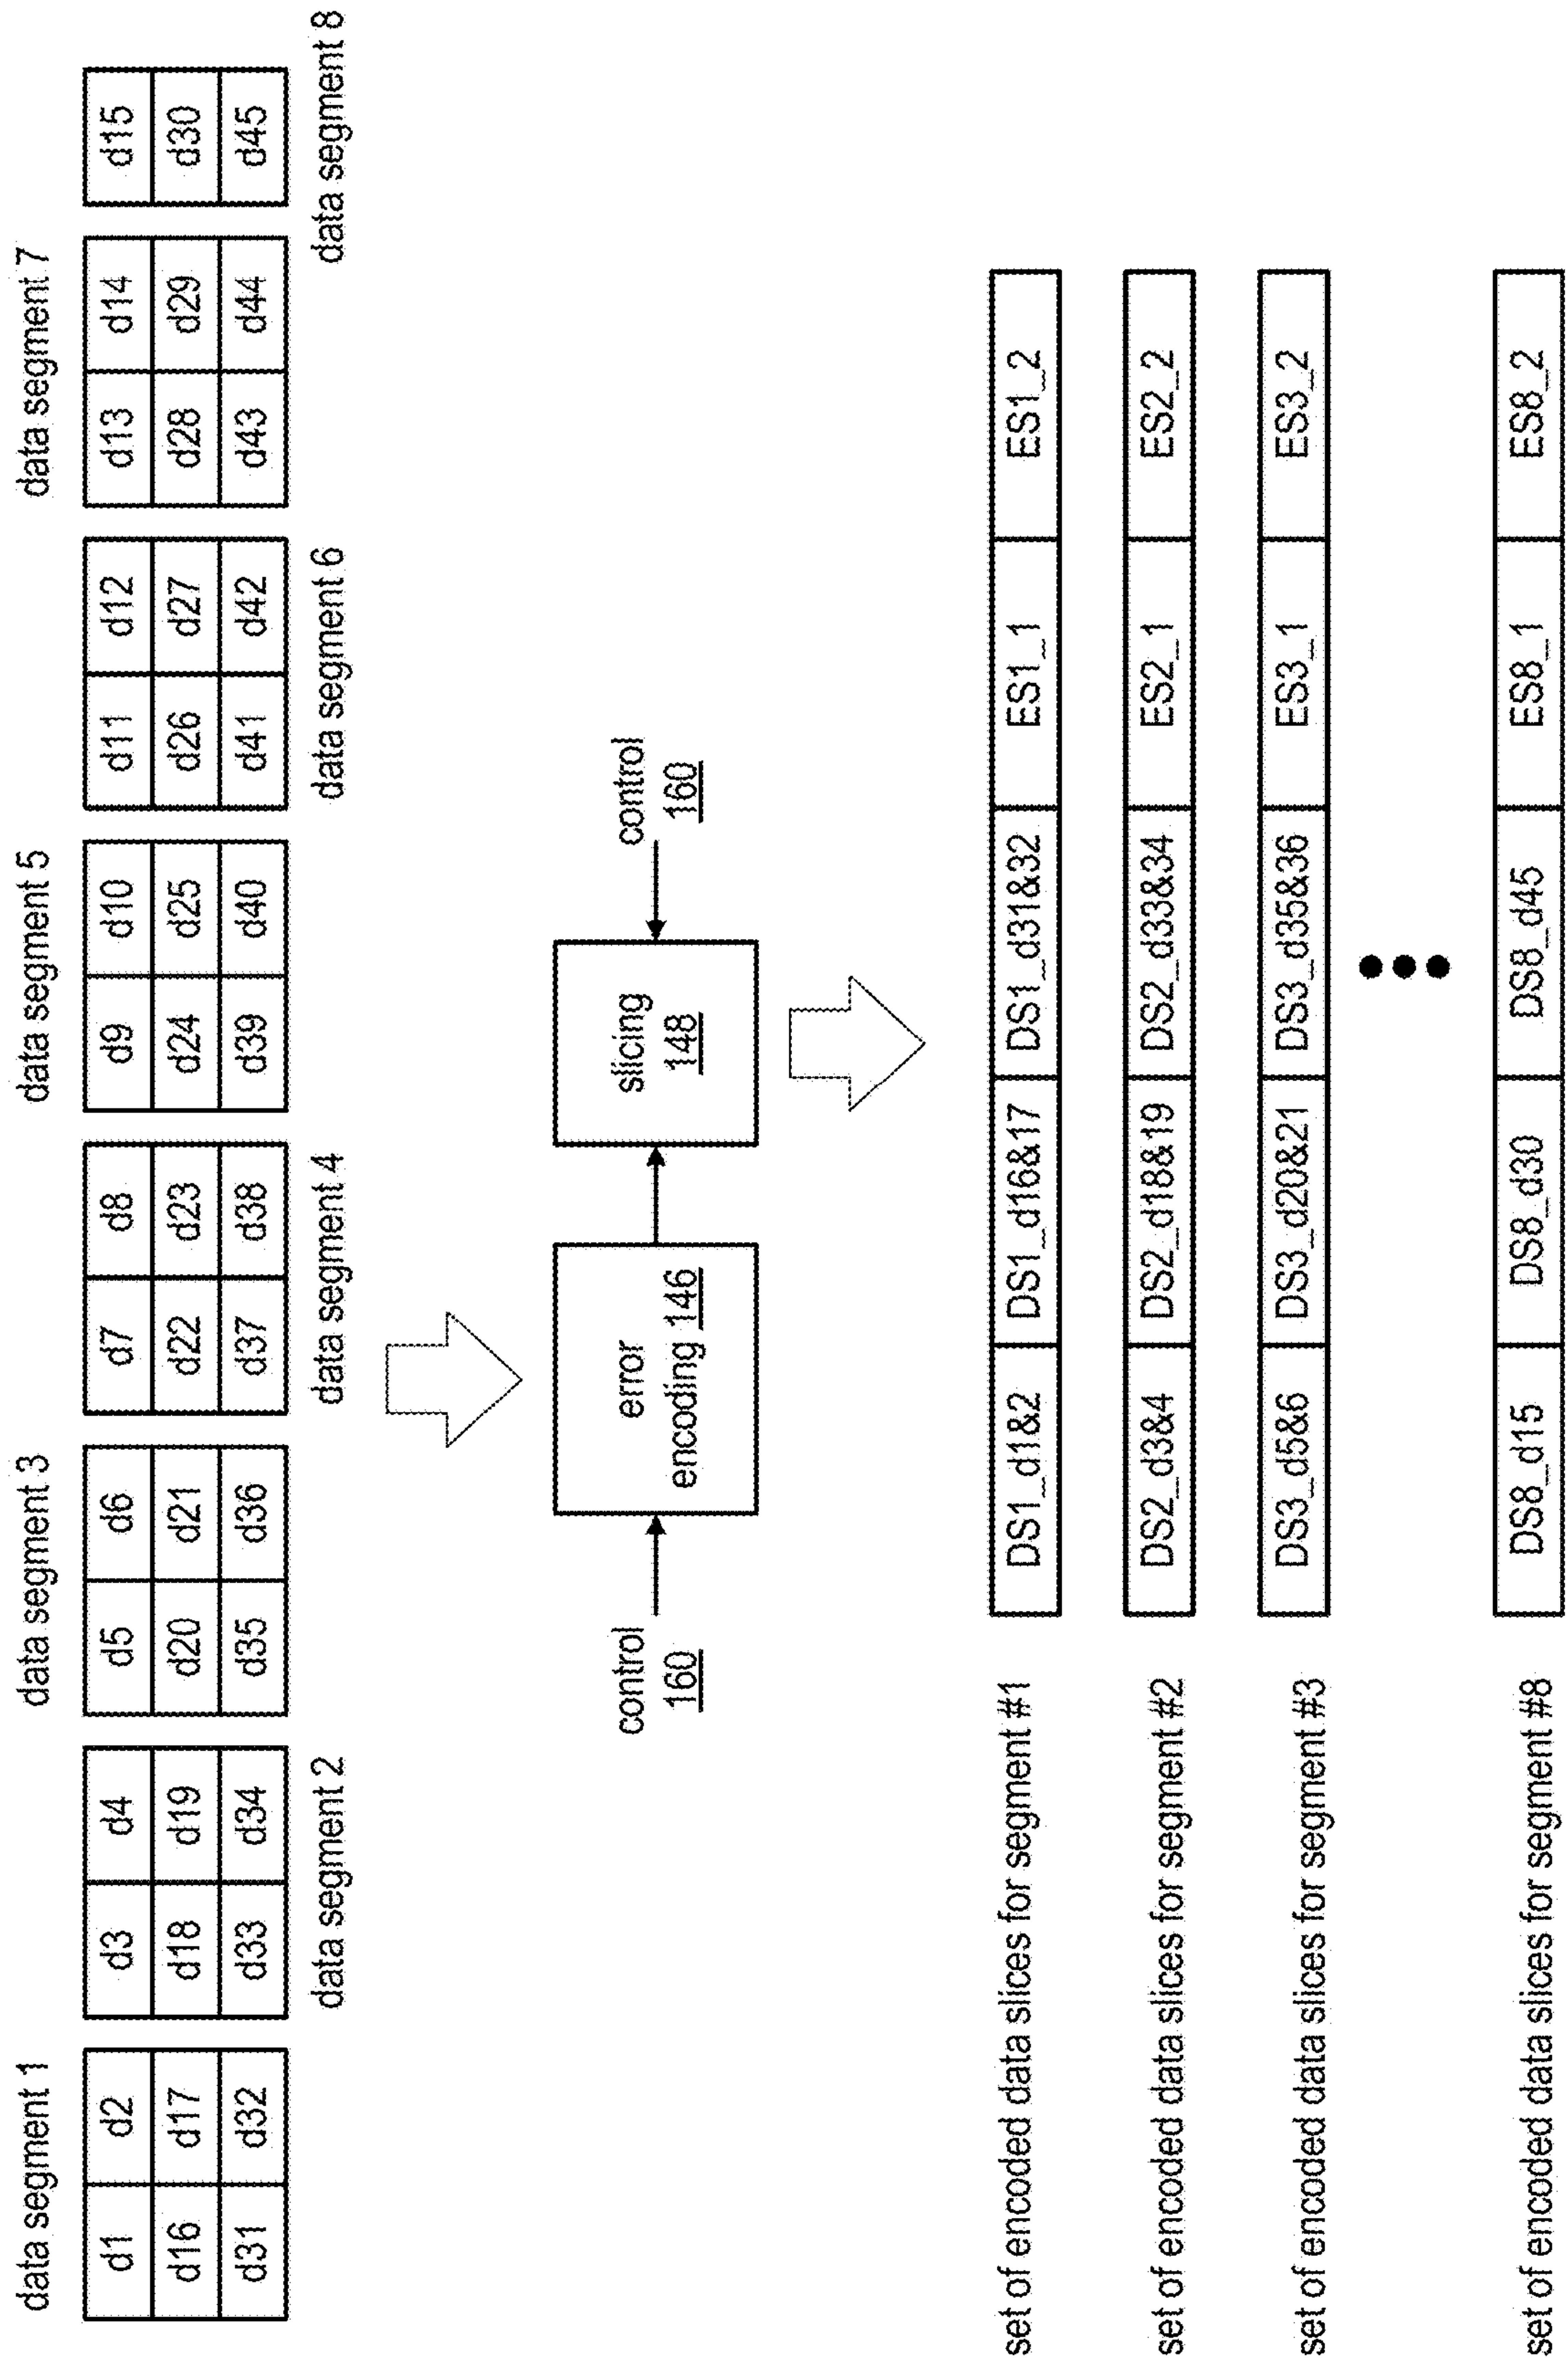 data segment 1
data segment 3
data segment 5
data segment 7
d1 d2 d3 d4 d5 d6 d7 d8 d9 d10 d11 d12 d13 d14 d15
d16 d17 d18 d19 d20 d21 d22 d23 d24 d25 d26 d27 d28 d29 d30
d31 d32 d33 d34 d35 d36 d37 d38 d39 d40 d41 d42 d43 d44 d45
data segment 2
data segment 4
data segment 6
data segment 8
control
160
error
encoding 146
slicing
148
control
160
set of encoded data slices for segment #1 DS1_d1&2 DS1_d16&17 DS1_d31&32 ES1_1 ES1_2
set of encoded data slices for segment #2 DS2_d3&4 DS2_d18&19 DS2_d33&34 ES2_1 ES2_2
set of encoded data slices for segment #3 DS3_d5&6 DS3_d20&21 DS3_d35&36 ES3_1 ES3_2
set of encoded data slices for segment #8 DS8_d15 DS8_d30 DS8_d45 ES8_1 ES8_2